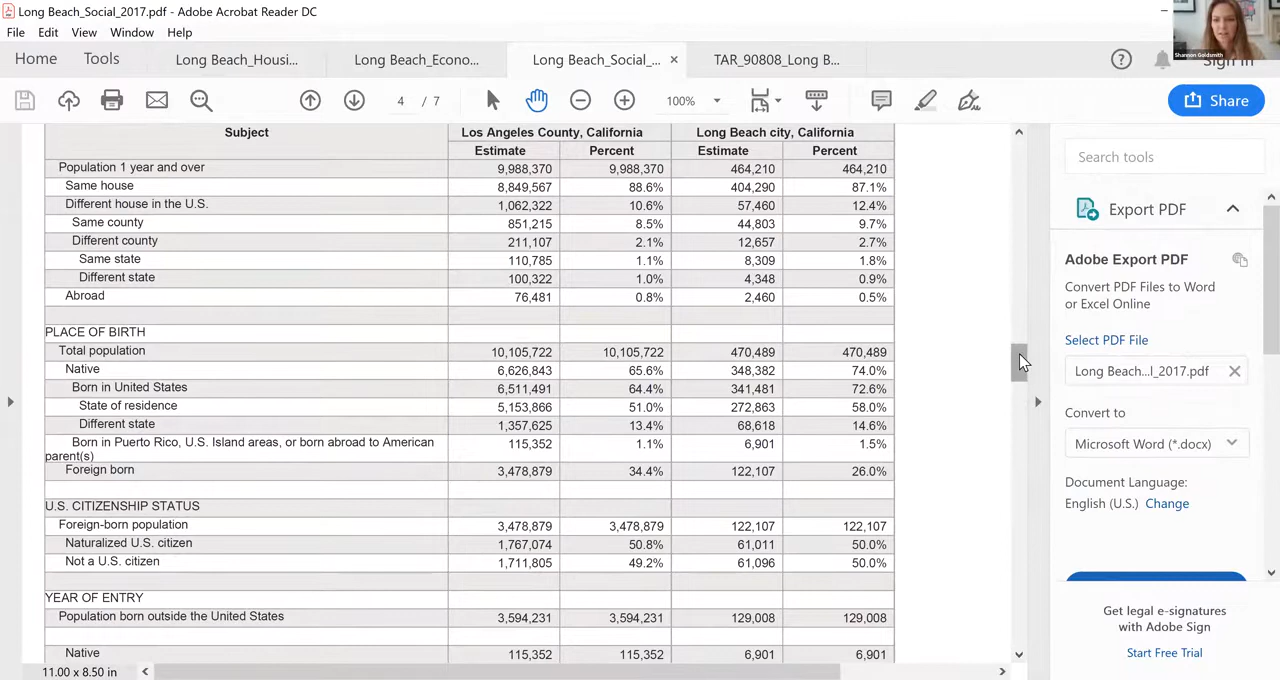 Long Beach_Social_2017.pdf - Adobe Acrobat Reader DC
File Edit View Window Help
Shannon Goldsmith
Home Tools Long Beach_Housi... Long Beach_Econo... Long Beach_Social_... × TAR_90808_Long B... Sign In
4 / 7 100% Share
Subject Los Angeles County, California Long Beach city, California
Estimate Percent Estimate Percent
Population 1 year and over 9,988,370 9,988,370 464,210 464,210
Same house 8,849,567 88.6% 404,290 87.1%
Different house in the U.S. 1,062,322 10.6% 57,460 12.4%
Same county 851,215 8.5% 44,803 9.7%
Different county 211,107 2.1% 12,657 2.7%
Same state 110,785 1.1% 8,309 1.8%
Different state 100,322 1.0% 4,348 0.9%
Abroad 76,481 0.8% 2,460 0.5%
PLACE OF BIRTH
Total population 10,105,722 10,105,722 470,489 470,489
Native 6,626,843 65.6% 348,382 74.0%
Born in United States 6,511,491 64.4% 341,481 72.6%
State of residence 5,153,866 51.0% 272,863 58.0%
Different state 1,357,625 13.4% 68,618 14.6%
Born in Puerto Rico, U.S. Island areas, or born abroad to American 115,352 1.1% 6,901 1.5%
parent(s)
Foreign born 3,478,879 34.4% 122,107 26.0%
U.S. CITIZENSHIP STATUS
Foreign-born population 3,478,879 3,478,879 122,107 122,107
Naturalized U.S. citizen 1,767,074 50.8% 61,011 50.0%
Not a U.S. citizen 1,711,805 49.2% 61,096 50.0%
YEAR OF ENTRY
Population born outside the United States 3,594,231 3,594,231 129,008 129,008
Native 115,352 115,352 6,901 6,901
11.00 x 8.50 in
Search tools
Export PDF
Adobe Export PDF
Convert PDF Files to Word
or Excel Online
Select PDF File
Long Beach...l_2017.pdf
Convert to
Microsoft Word (*.docx)
Document Language:
English (U.S.) Change
Get legal e-signatures
with Adobe Sign
Start Free Trial